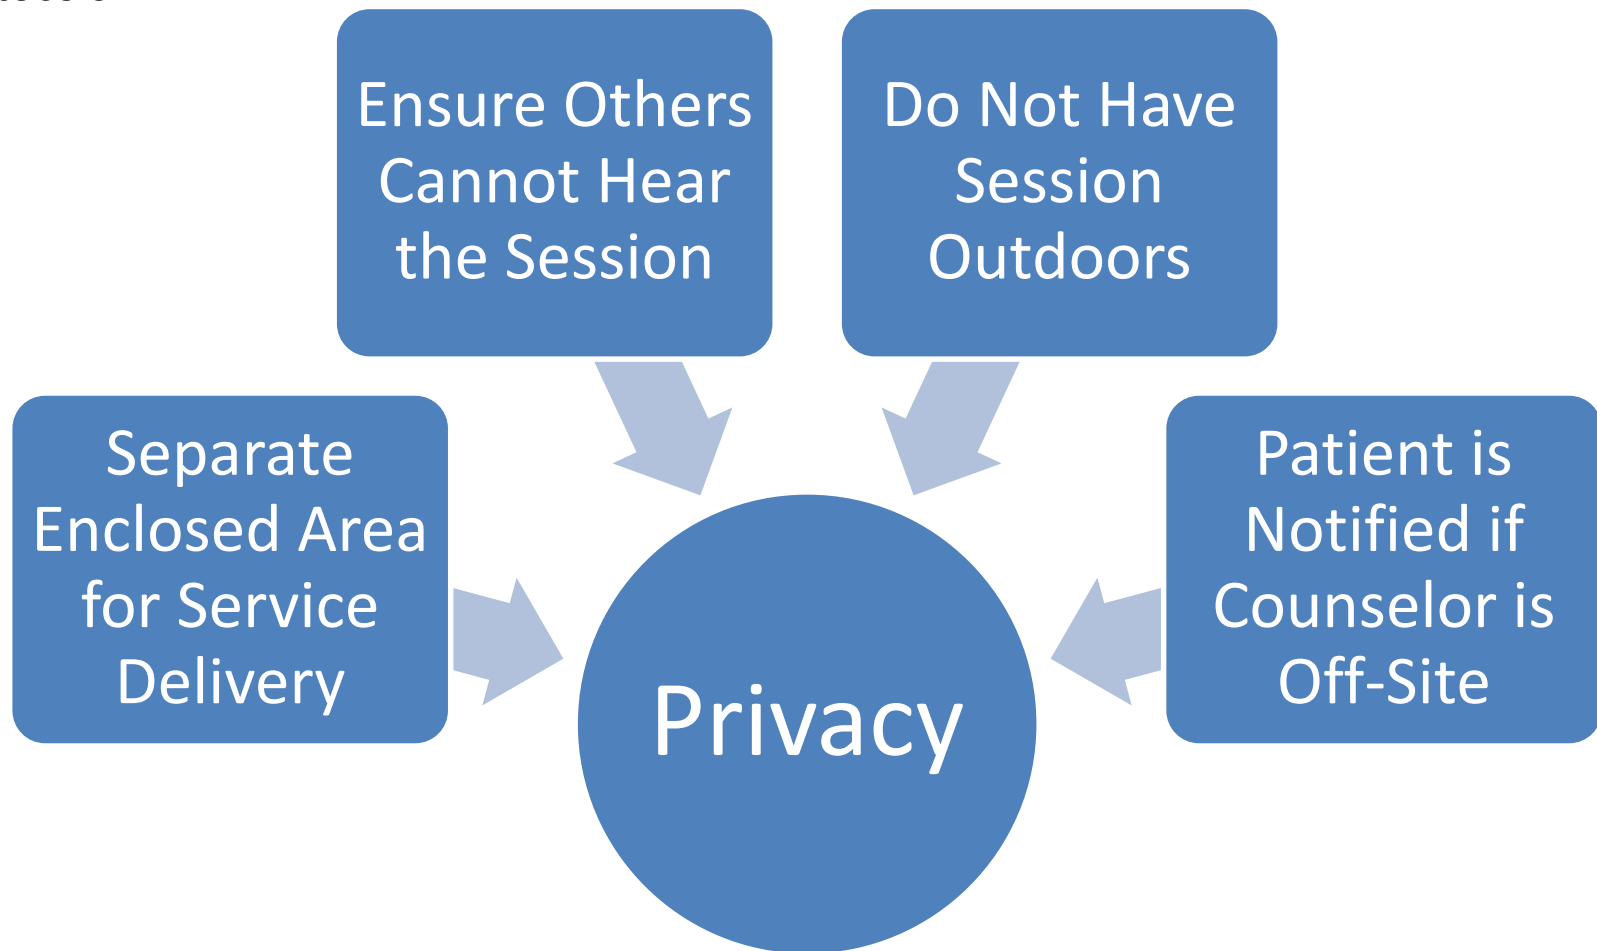 Ensure Others
Cannot Hear
the Session
Do Not Have
Session
Outdoors
Separate
Enclosed Area
for Service
Delivery
Patient is
Notified if
Counselor is
Off-Site
Privacy